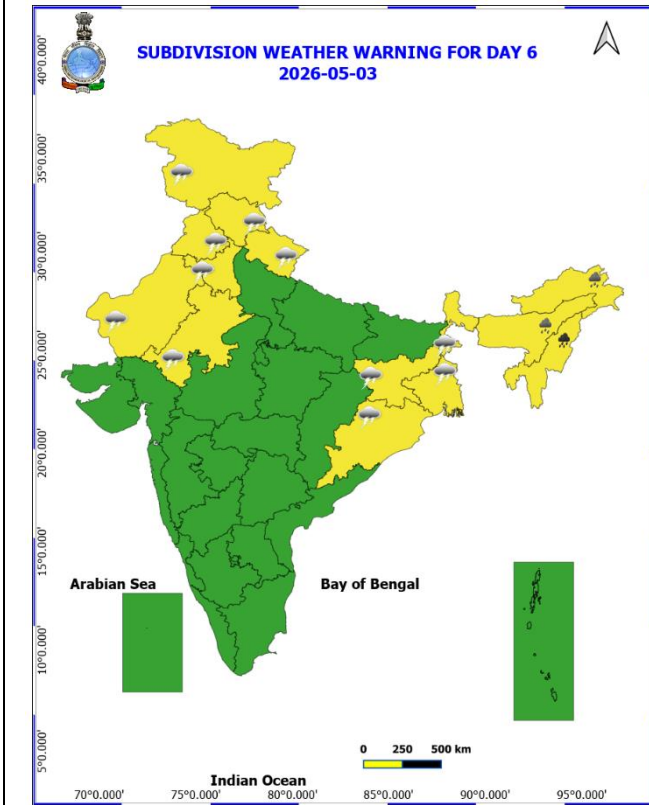 SUBDIVISION WEATHER WARNING FOR DAY 6
2026-05-03
40°0.000'
35°0.000'
30°0.000'
25°0.000'
20°0.000'
15°0.000'
10°0.000'
5°0.000'
Arabian Sea
Bay of Bengal
0 250 500 km
Indian Ocean
70°0.000' 75°0.000' 80°0.000' 85°0.000' 90°0.000' 95°0.000'